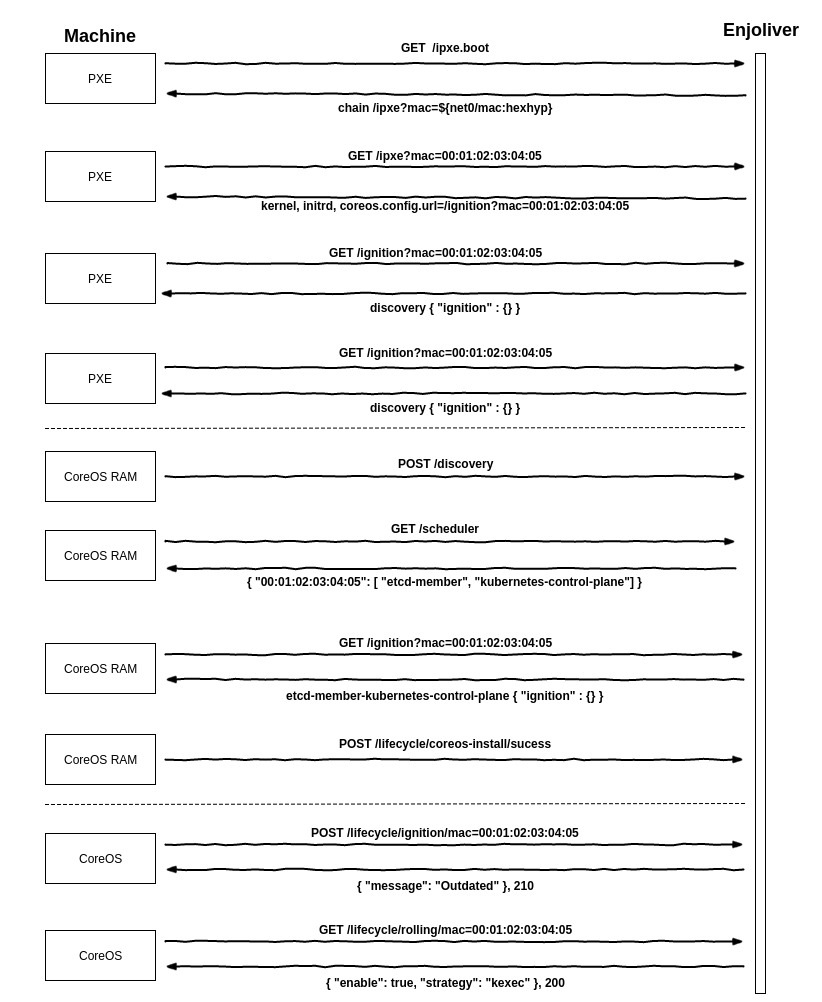 Machine
Enjoliver
GET  /ipxe.boot
PXE
chain /ipxe?mac=${net0/mac:hexhyp}
GET /ipxe?mac=00:01:02:03:04:05
PXE
kernel, initrd, coreos.config.url=/ignition?mac=00:01:02:03:04:05
GET /ignition?mac=00:01:02:03:04:05
PXE
discovery { "ignition" : {} }
GET /ignition?mac=00:01:02:03:04:05
PXE
discovery { "ignition" : {} }
POST /discovery
CoreOS RAM
GET /scheduler
CoreOS RAM
{ "00:01:02:03:04:05": [ "etcd-member", "kubernetes-control-plane"] }
GET /ignition?mac=00:01:02:03:04:05
CoreOS RAM
etcd-member-kubernetes-control-plane { "ignition" : {} }
POST /lifecycle/coreos-install/sucess
CoreOS RAM
POST /lifecycle/ignition/mac=00:01:02:03:04:05
CoreOS
{ "message": "Outdated" }, 210
GET /lifecycle/rolling/mac=00:01:02:03:04:05
CoreOS
{ "enable": true, "strategy": "kexec" }, 200